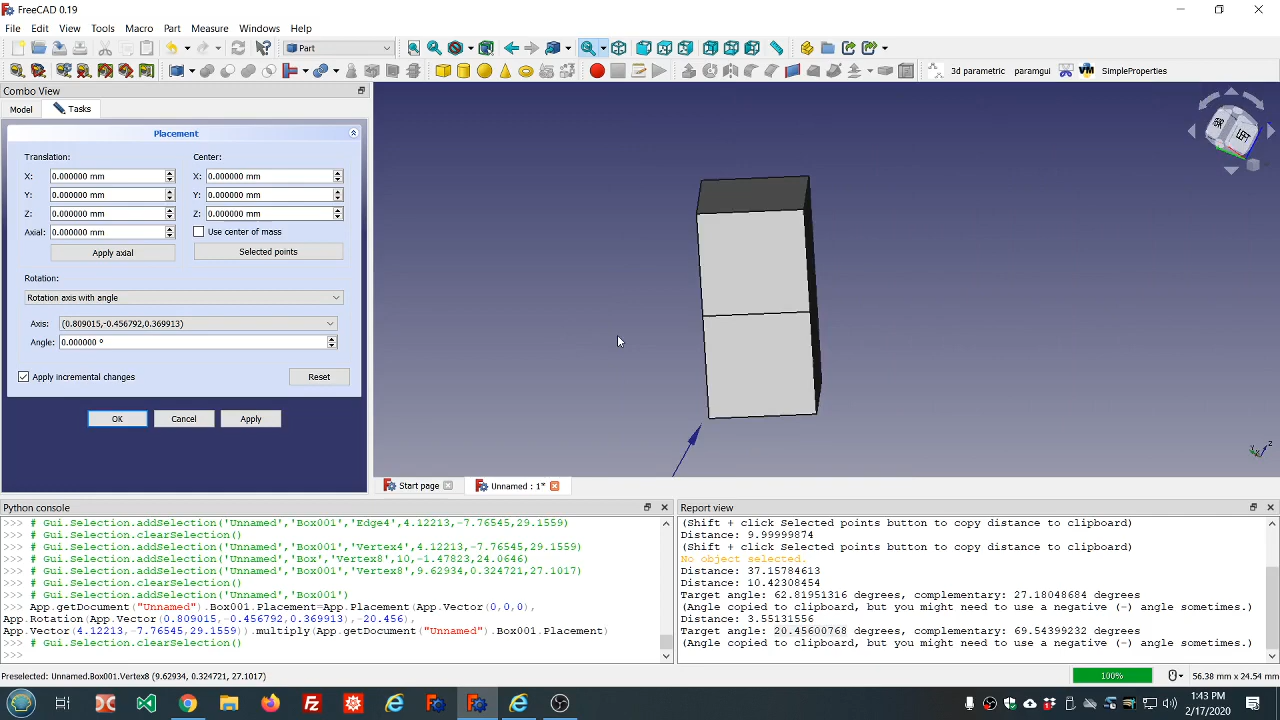 FreeCAD 0.19
File Edit View Tools Macro Part Measure Windows Help
Part
3d parametric paramgui VM SimpleProperties
Combo View
Model Tasks
Placement
Translation: Center:
X: 0.000000 mm X: 0.000000 mm
Y: 0.000000 mm Y: 0.000000 mm
Z: 0.000000 mm Z: 0.000000 mm
Axial: 0.000000 mm Use center of mass
Apply axial Selected points
Rotation:
Rotation axis with angle
Axis: (0.809015,-0.456792,0.369913)
Angle: 0.000000 °
Apply incremental changes Reset
OK Cancel Apply
Start page Unnamed : 1*
Python console
>>> # Gui.Selection.addSelection('Unnamed','Box001','Edge4',4.12213,-7.76545,29.1559)
>>> # Gui.Selection.clearSelection()
>>> # Gui.Selection.addSelection('Unnamed','Box001','Vertex4',4.12213,-7.76545,29.1559)
>>> # Gui.Selection.addSelection('Unnamed','Box','Vertex8',10,-1.47823,24.0646)
>>> # Gui.Selection.addSelection('Unnamed','Box001','Vertex8',9.62934,0.324721,27.1017)
>>> # Gui.Selection.clearSelection()
>>> # Gui.Selection.addSelection('Unnamed','Box')
>>> App.getDocument("Unnamed").Box001.Placement=App.Placement(App.Vector(0,0,0),
App.Rotation(App.Vector(0.809015,-0.456792,0.369913),-20.456),
App.Vector(4.12213,-7.76545,29.1559)).multiply(App.getDocument("Unnamed").Box001.Placement)
>>> # Gui.Selection.clearSelection()
>>>
Report view
(Shift + click Selected points button to copy distance to clipboard)
Distance: 9.99999874
(Shift + click Selected points button to copy distance to clipboard)
No object selected.
Distance: 37.15784613
Distance: 10.42308454
Target angle: 62.81951316 degrees, complementary: 27.18048684 degrees
(Angle copied to clipboard, but you might need to use a negative (-) angle sometimes.)
Distance: 3.55131556
Target angle: 20.45600768 degrees, complementary: 69.54399232 degrees
(Angle copied to clipboard, but you might need to use a negative (-) angle sometimes.)
Preselected: Unnamed.Box001.Vertex8 (9.62934, 0.324721, 27.1017)
100%
56.38 mm x 24.54 mm
1:43 PM
2/17/2020